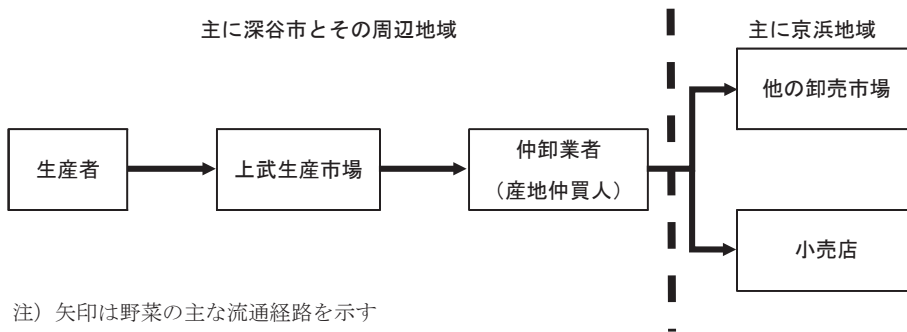 主に深谷市とその周辺地域
主に京浜地域
他の卸売市場
生産者
上武生産市場
仲卸業者
(産地仲買人)
小売店
注)矢印は野菜の主な流通経路を示す